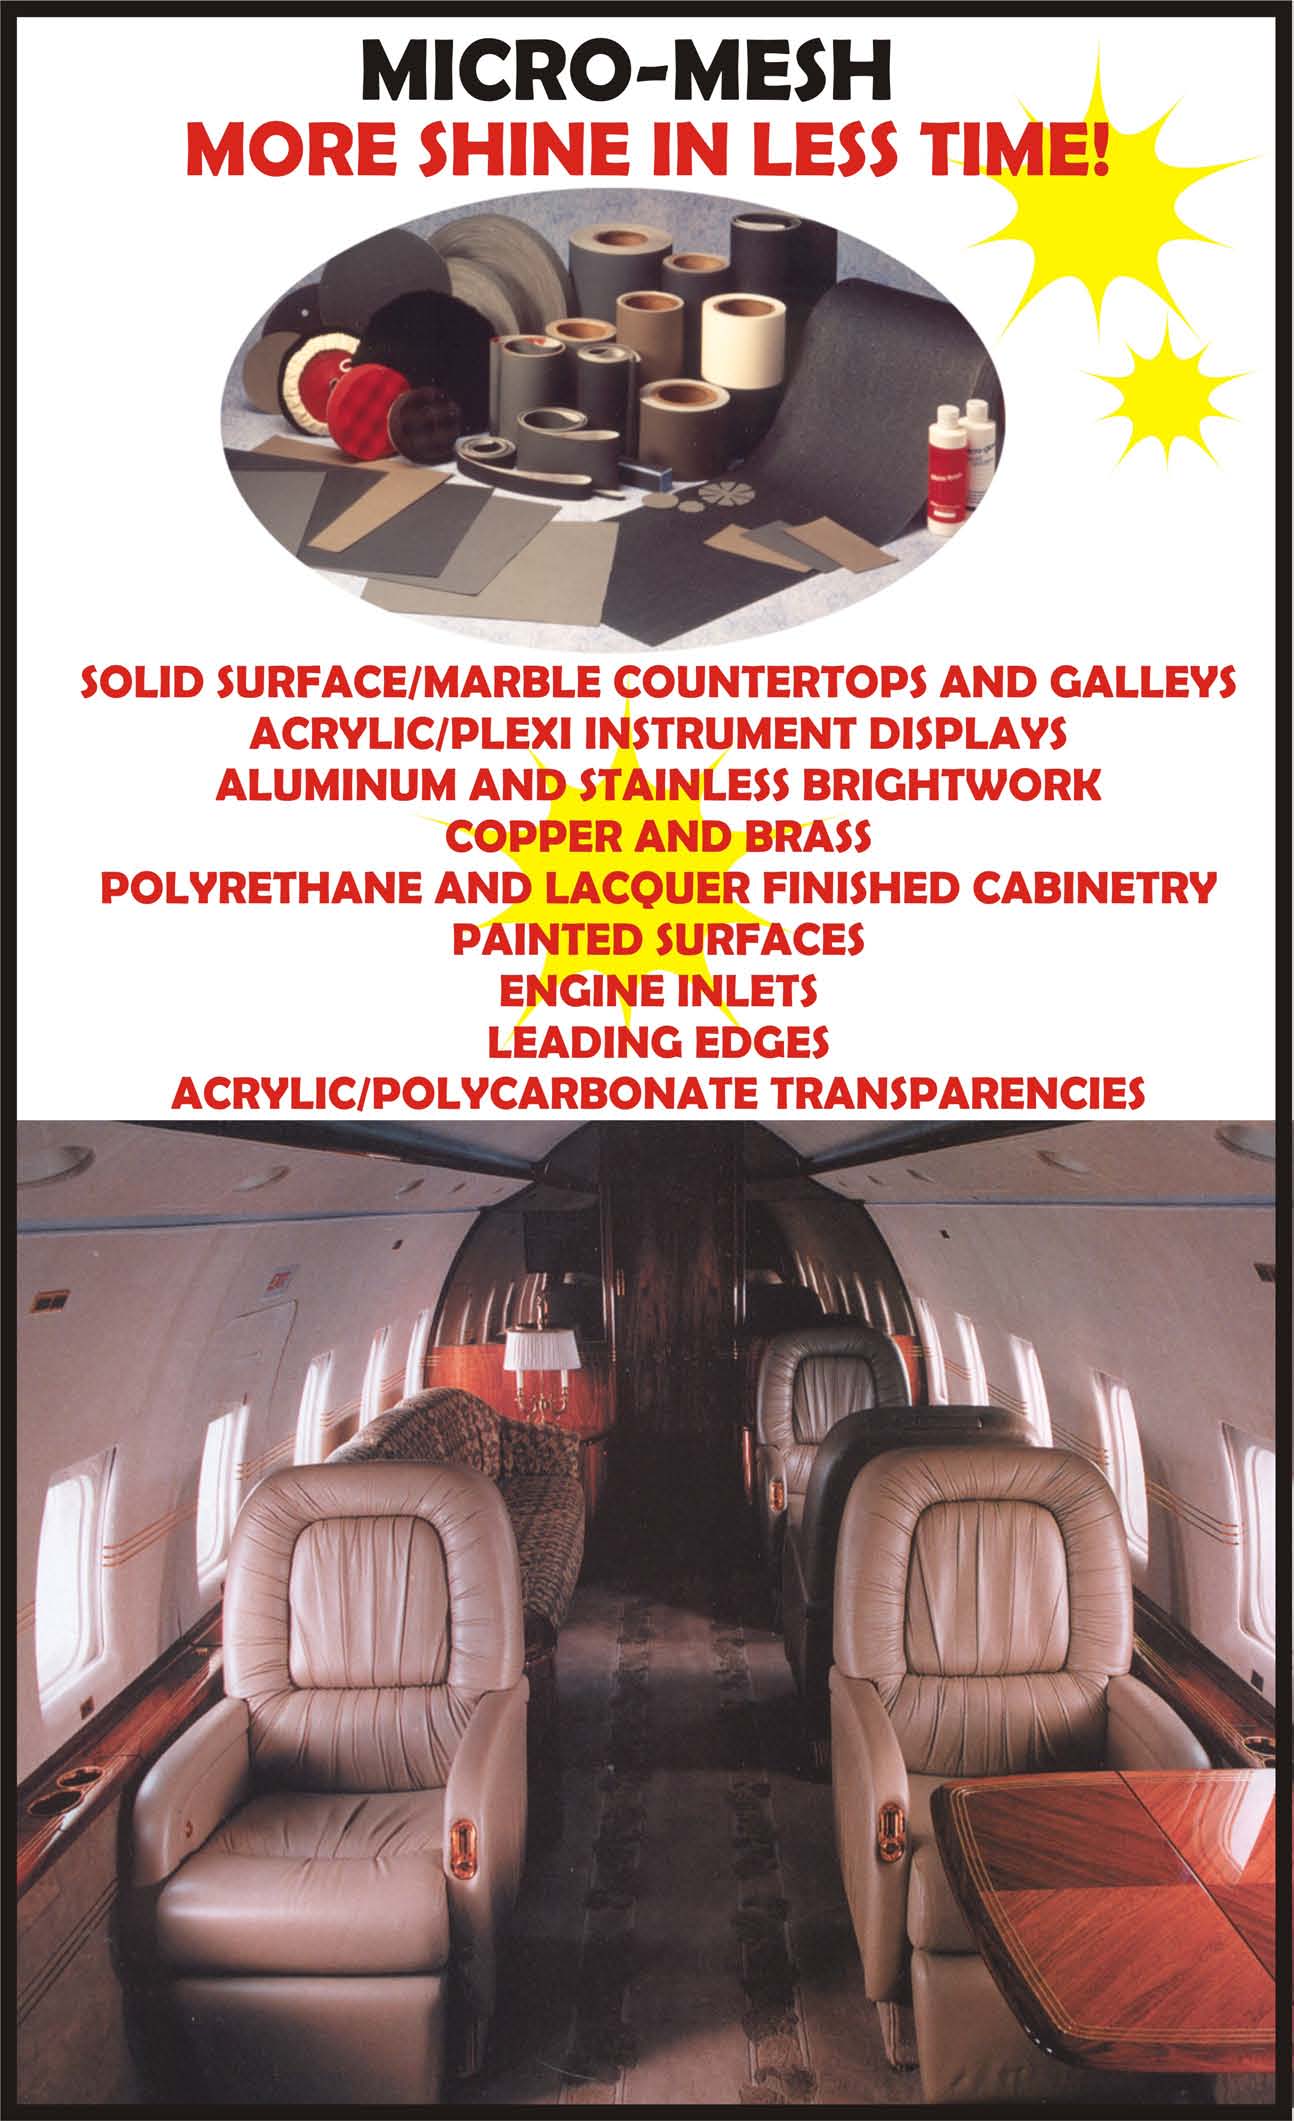 MICRO-MESH
MORE SHINE IN LESS TIME!
SOLID SURFACE/MARBLE COUNTERTOPS AND GALLEYS
ACRYLIC/PLEXI INSTRUMENT DISPLAYS
ALUMINUM AND STAINLESS BRIGHTWORK
COPPER AND BRASS
POLYRETHANE AND LACQUER FINISHED CABINETRY
PAINTED SURFACES
ENGINE INLETS
LEADING EDGES
ACRYLIC/POLYCARBONATE TRANSPARENCIES